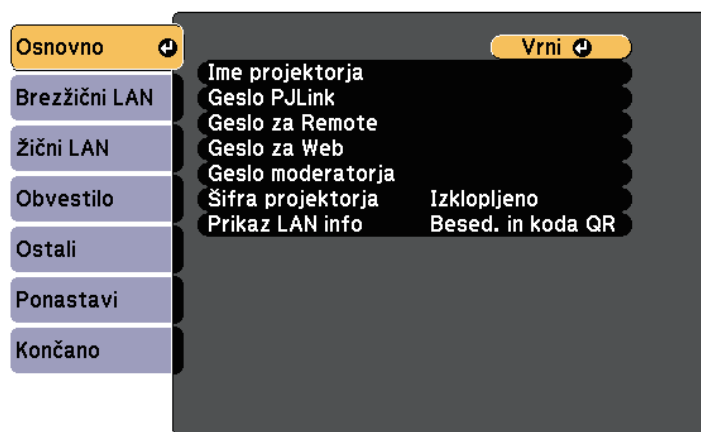 Osnovno
Brezžični LAN
Žični LAN
Obvestilo
Ostali
Ponastavi
Končano
Vrni
Ime projektorja
Geslo PJLink
Geslo za Remote
Geslo za Web
Geslo moderatorja
Šifra projektorja Izklopljeno
Prikaz LAN info Besed. in koda QR